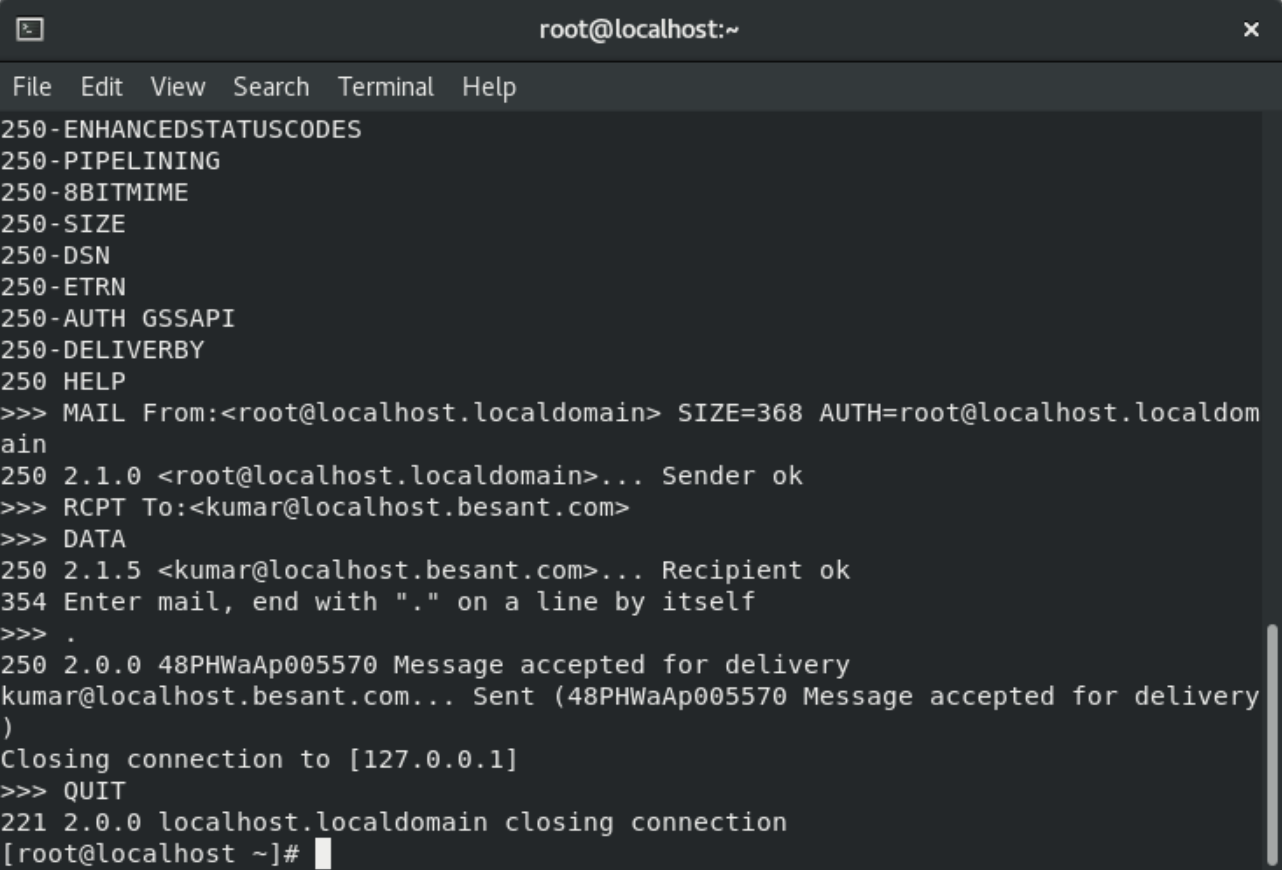 root@localhost:~
File Edit View Search Terminal Help
250-ENHANCEDSTATUSCODES
250-PIPELINING
250-8BITMIME
250-SIZE
250-DSN
250-ETRN
250-AUTH GSSAPI
250-DELIVERBY
250 HELP
>>> MAIL From:<root@localhost.localdomain> SIZE=368 AUTH=root@localhost.localdom
ain
250 2.1.0 <root@localhost.localdomain>... Sender ok
>>> RCPT To:<kumar@localhost.besant.com>
>>> DATA
250 2.1.5 <kumar@localhost.besant.com>... Recipient ok
354 Enter mail, end with "." on a line by itself
>>> .
250 2.0.0 48PHWaAp005570 Message accepted for delivery
kumar@localhost.besant.com... Sent (48PHWaAp005570 Message accepted for delivery
)
Closing connection to [127.0.0.1]
>>> QUIT
221 2.0.0 localhost.localdomain closing connection
[root@localhost ~]#